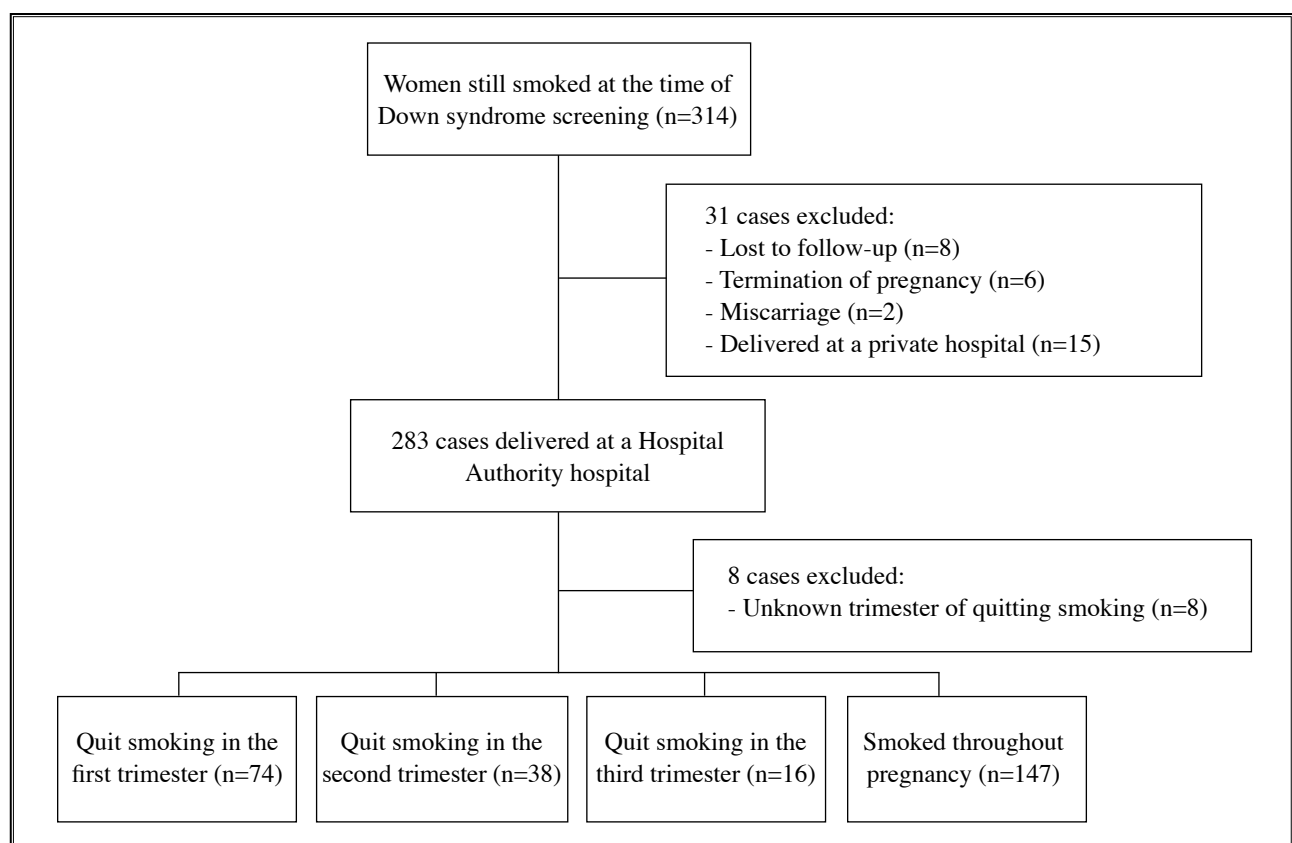 Women still smoked at the time of
Down syndrome screening (n=314)
31 cases excluded:
- Lost to follow-up (n=8)
- Termination of pregnancy (n=6)
- Miscarriage (n=2)
- Delivered at a private hospital (n=15)
283 cases delivered at a Hospital
Authority hospital
8 cases excluded:
- Unknown trimester of quitting smoking (n=8)
Quit smoking in the
first trimester (n=74)
Quit smoking in the
second trimester (n=38)
Quit smoking in the
third trimester (n=16)
Smoked throughout
pregnancy (n=147)